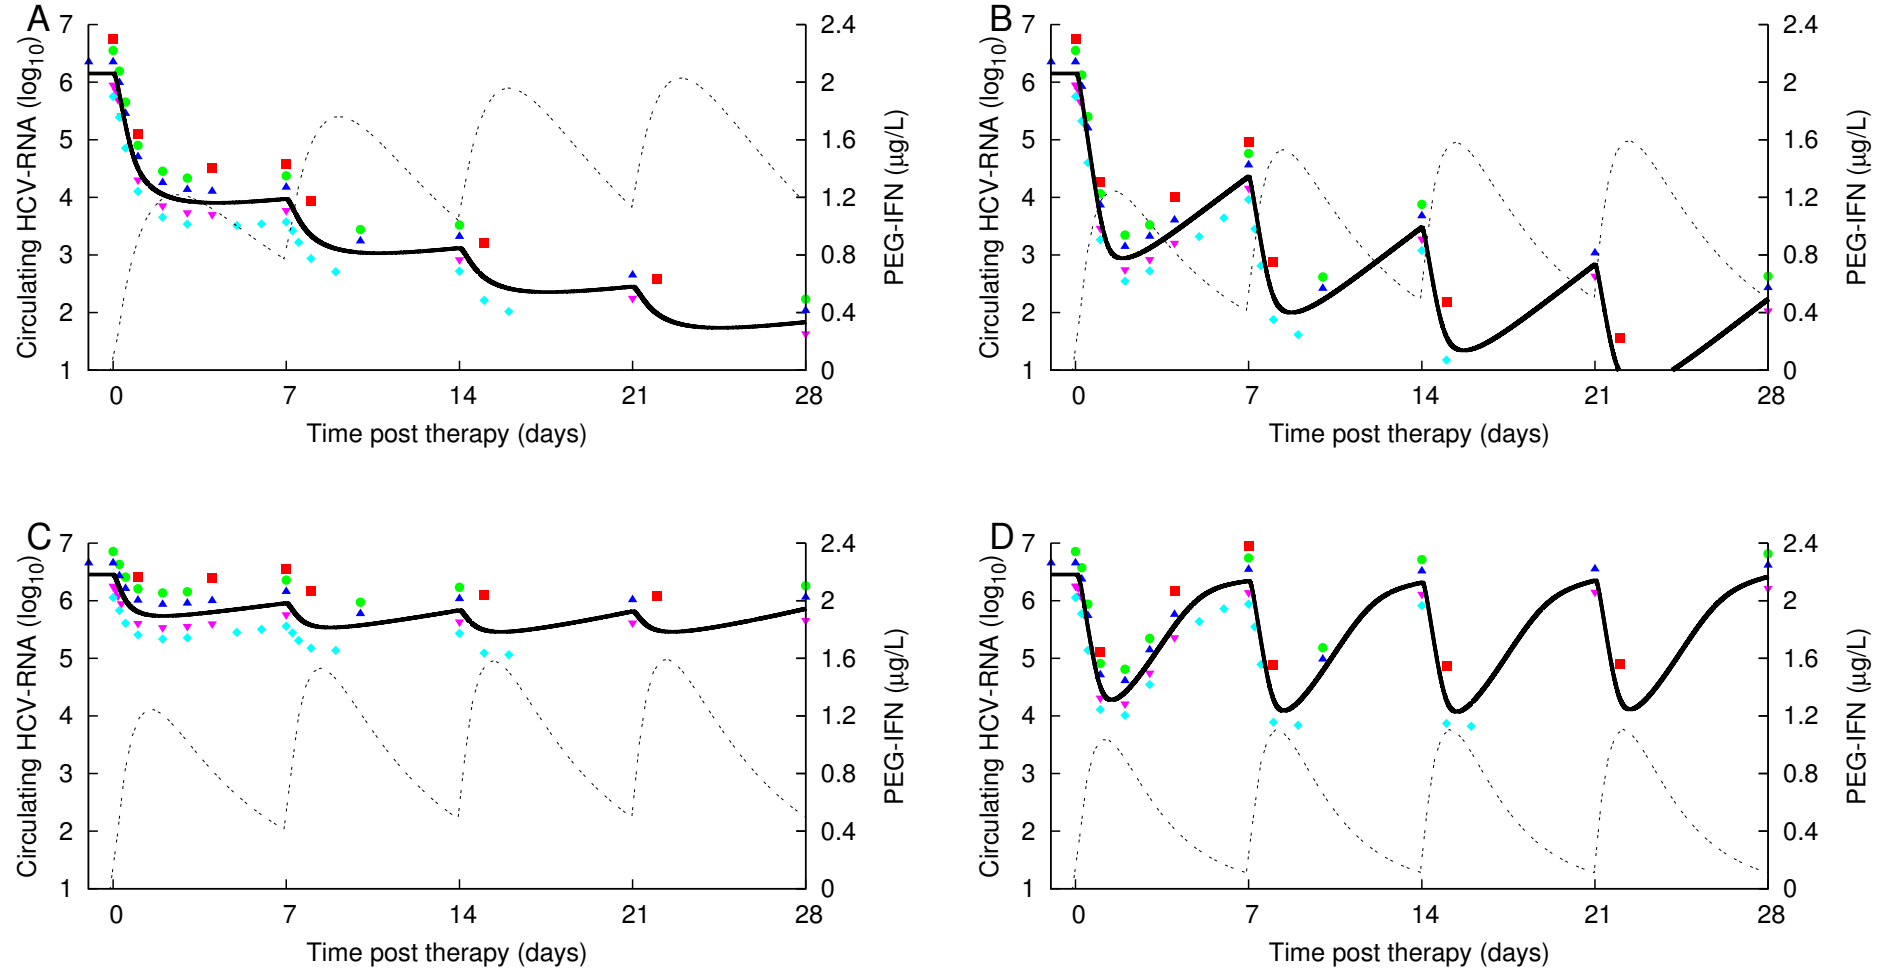 A
Circulating HCV-RNA (log10)
7
6
5
4
3
2
1
2.4
2
1.6
1.2
0.8
0.4
0
PEG-IFN (µg/L)
0 7 14 21 28
Time post therapy (days)
B
Circulating HCV-RNA (log10)
7
6
5
4
3
2
1
2.4
2
1.6
1.2
0.8
0.4
0
PEG-IFN (µg/L)
0 7 14 21 28
Time post therapy (days)
C
Circulating HCV-RNA (log10)
7
6
5
4
3
2
1
2.4
2
1.6
1.2
0.8
0.4
0
PEG-IFN (µg/L)
0 7 14 21 28
Time post therapy (days)
D
Circulating HCV-RNA (log10)
7
6
5
4
3
2
1
2.4
2
1.6
1.2
0.8
0.4
0
PEG-IFN (µg/L)
0 7 14 21 28
Time post therapy (days)